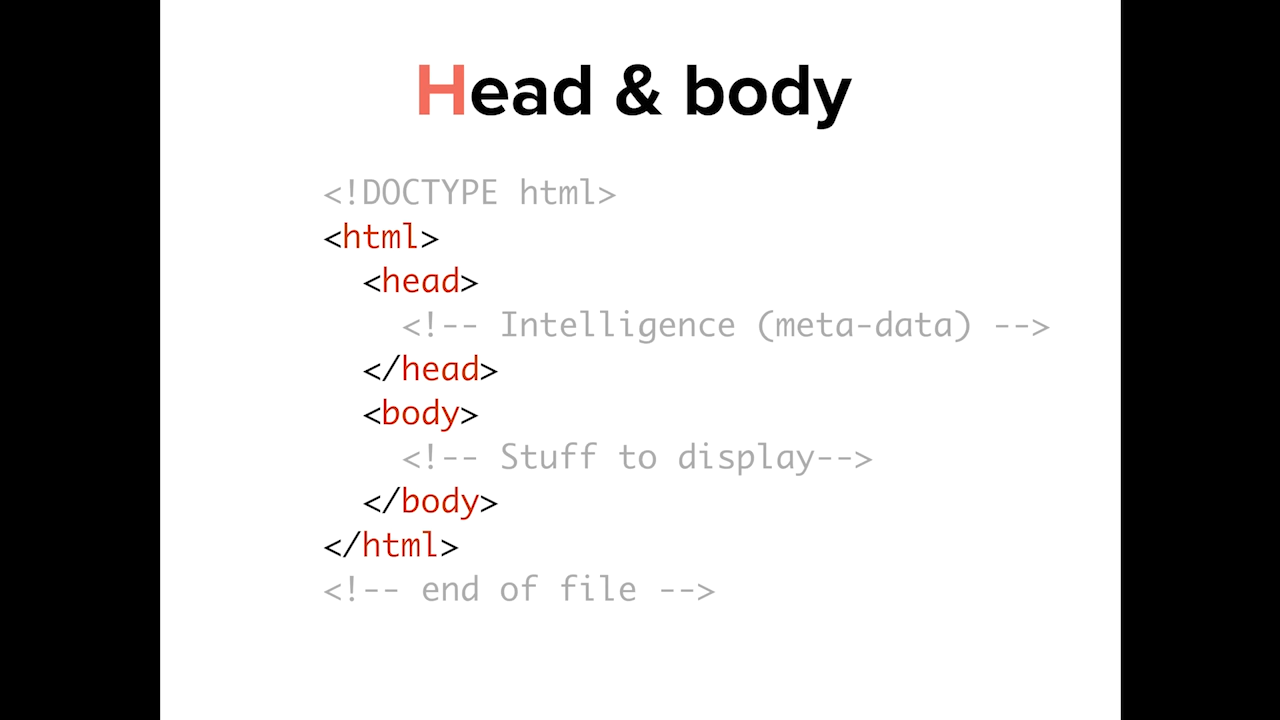 Head & body
<!DOCTYPE html>
<html>
  <head>
    <!-- Intelligence (meta-data) -->
  </head>
  <body>
    <!-- Stuff to display-->
  </body>
</html>
<!-- end of file -->